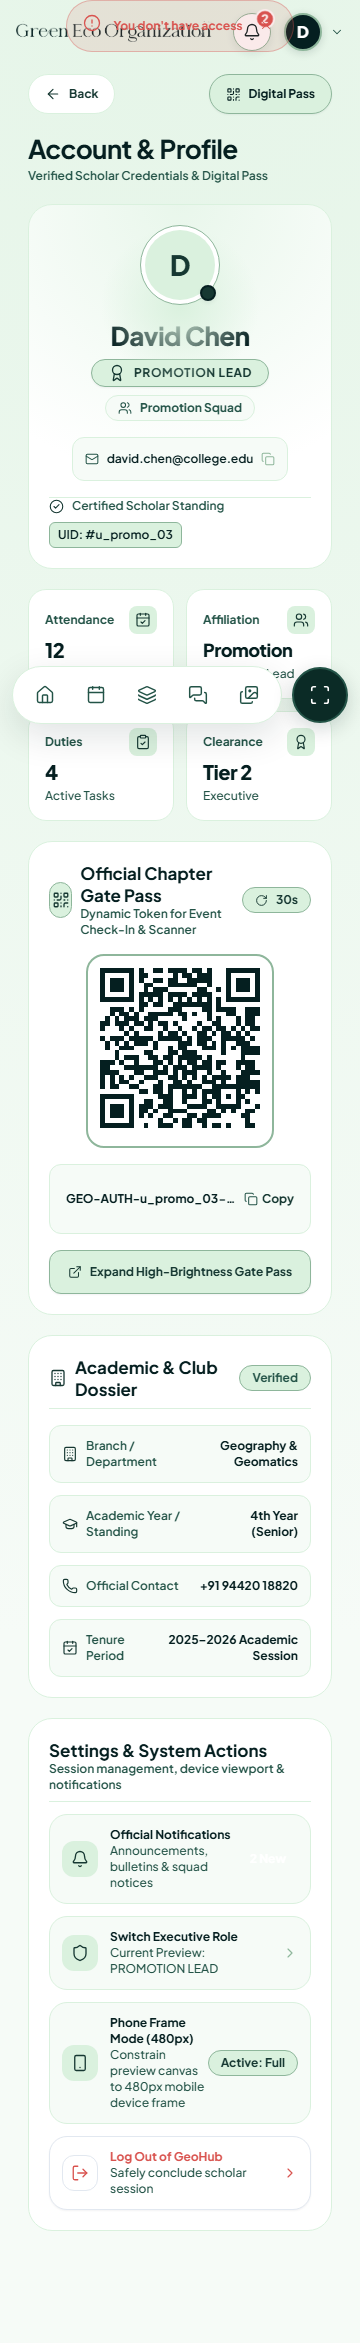 Green Eco Organization
You don't have access
2
D
Back
Digital Pass
Account & Profile
Verified Scholar Credentials & Digital Pass
D
David Chen
PROMOTION LEAD
Promotion Squad
david.chen@college.edu
Certified Scholar Standing
UID: #u_promo_03
Attendance
12
Affiliation
Promotion
Lead
Duties
4
Active Tasks
Clearance
Tier 2
Executive
Official Chapter
Gate Pass
Dynamic Token for Event
Check-In & Scanner
30s
GEO-AUTH-u_promo_03-...
Copy
Expand High-Brightness Gate Pass
Academic & Club
Dossier
Verified
Branch /
Department
Geography &
Geomatics
Academic Year /
Standing
4th Year
(Senior)
Official Contact
+91 94420 18820
Tenure
Period
2025–2026 Academic
Session
Settings & System Actions
Session management, device viewport &
notifications
Official Notifications
Announcements,
bulletins & squad
notices
2 New
Switch Executive Role
Current Preview:
PROMOTION LEAD
Phone Frame
Mode (480px)
Constrain
preview canvas
to 480px mobile
device frame
Active: Full
Log Out of GeoHub
Safely conclude scholar
session